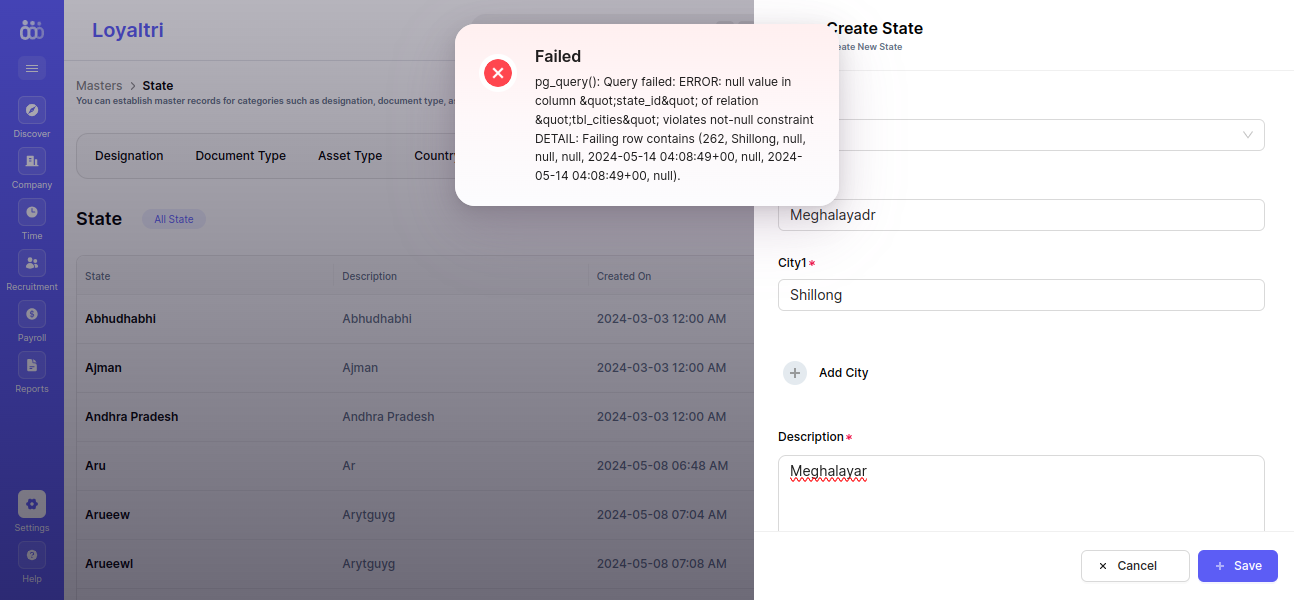 Loyaltri
Discover
Company
Time
Recruitment
Payroll
Reports
Settings
Help
Masters > State
You can establish master records for categories such as designation, document type, as
Designation
Document Type
Asset Type
Countr
State
All State
State
Description
Created On
Abhudhabhi
Abhudhabhi
2024-03-03 12:00 AM
Ajman
Ajman
2024-03-03 12:00 AM
Andhra Pradesh
Andhra Pradesh
2024-03-03 12:00 AM
Aru
Ar
2024-05-08 06:48 AM
Arueew
Arytguyg
2024-05-08 07:04 AM
Arueewl
Arytguyg
2024-05-08 07:08 AM
Failed
pg_query(): Query failed: ERROR: null value in
column &quot;state_id&quot; of relation
&quot;tbl_cities&quot; violates not-null constraint
DETAIL: Failing row contains (262, Shillong, null,
null, null, 2024-05-14 04:08:49+00, null, 2024-
05-14 04:08:49+00, null).
Create State
eate New State
Meghalayadr
City1*
Shillong
Add City
Description*
Meghalayar
Cancel
Save